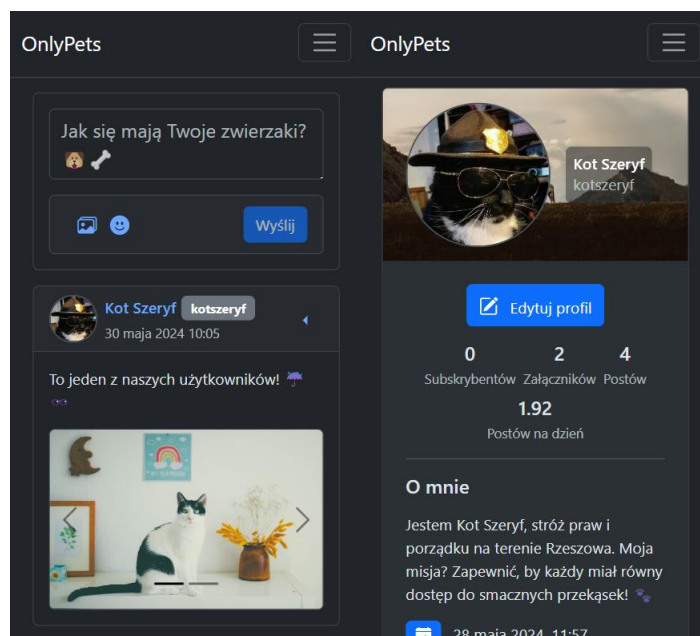 OnlyPets
Jak się mają Twoje zwierzaki?
🐶 🦴
Wyślij
Kot Szeryf kotszeryf
30 maja 2024 10:05
To jeden z naszych użytkowników! ☔
👓
OnlyPets
Kot Szeryf
kotszeryf
Edytuj profil
0 2 4
Subskrybentów Załączników Postów
1.92
Postów na dzień
O mnie
Jestem Kot Szeryf, stróż praw i
porządku na terenie Rzeszowa. Moja
misja? Zapewnić, by każdy miał równy
dostęp do smacznych przekąsek! 🐾
28 maja 2024, 11:57